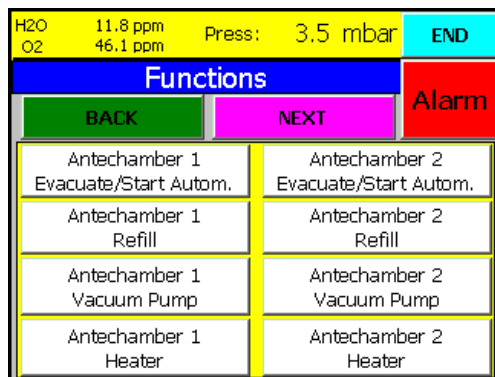 H2O 11.8 ppm Press: 3.5 mbar END
O2 46.1 ppm
Functions
Alarm
BACK NEXT
Antechamber 1 Antechamber 2
Evacuate/Start Autom. Evacuate/Start Autom.
Antechamber 1 Antechamber 2
Refill Refill
Antechamber 1 Antechamber 2
Vacuum Pump Vacuum Pump
Antechamber 1 Antechamber 2
Heater Heater